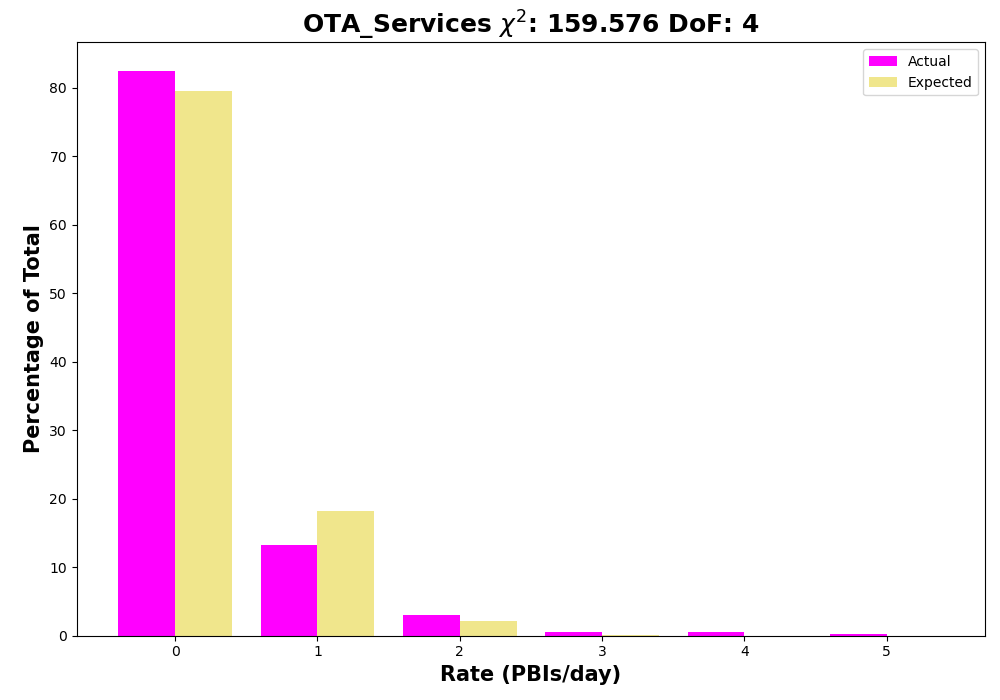 OTA_Services χ²: 159.576 DoF: 4
Actual
Expected
80
70
60
50
40
30
20
10
0
Percentage of Total
0 1 2 3 4 5
Rate (PBIs/day)